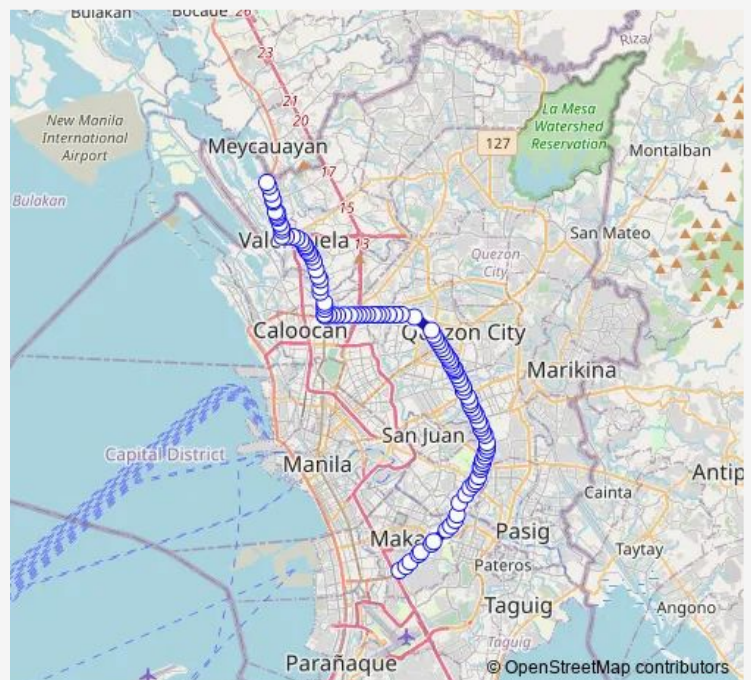 Bulakan
Bocaue
26
23
Rizal
21
20
New Manila
International
Airport
La Mesa
Watershed
Reservation
127
Meycauayan
Montalban
17
Bulakan
15
San Mateo
13
Quezon
City
Caloocan
Quezon City
Marikina
San Juan
Capital District
Manila
Antip
Cainta
Pasig
Taytay
Pateros
Taguig
Angono
Taguig
Parañaque
© OpenStreetMap contributors